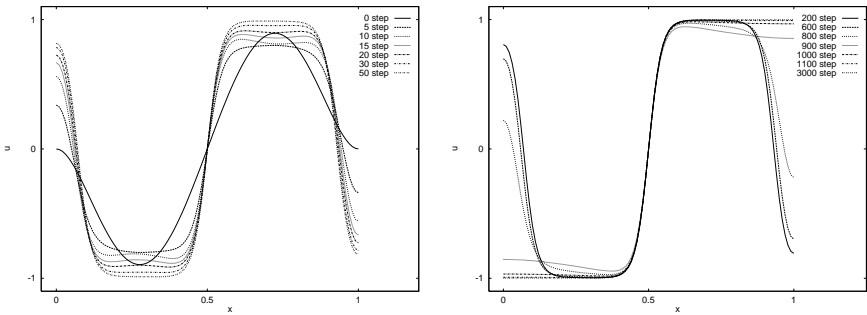 1
0
-1
0
0.5
1
x
u
0 step
5 step
10 step
15 step
20 step
30 step
50 step
1
0
-1
0
0.5
1
x
u
200 step
600 step
800 step
900 step
1000 step
1100 step
3000 step